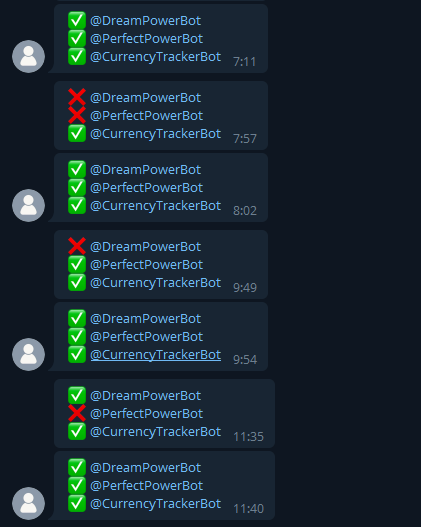 ✅ @DreamPowerBot
✅ @PerfectPowerBot
✅ @CurrencyTrackerBot 7:11
❌ @DreamPowerBot
❌ @PerfectPowerBot
✅ @CurrencyTrackerBot 7:57
✅ @DreamPowerBot
✅ @PerfectPowerBot
✅ @CurrencyTrackerBot 8:02
❌ @DreamPowerBot
✅ @PerfectPowerBot
✅ @CurrencyTrackerBot 9:49
✅ @DreamPowerBot
✅ @PerfectPowerBot
✅ @CurrencyTrackerBot 9:54
✅ @DreamPowerBot
❌ @PerfectPowerBot
✅ @CurrencyTrackerBot 11:35
✅ @DreamPowerBot
✅ @PerfectPowerBot
✅ @CurrencyTrackerBot 11:40